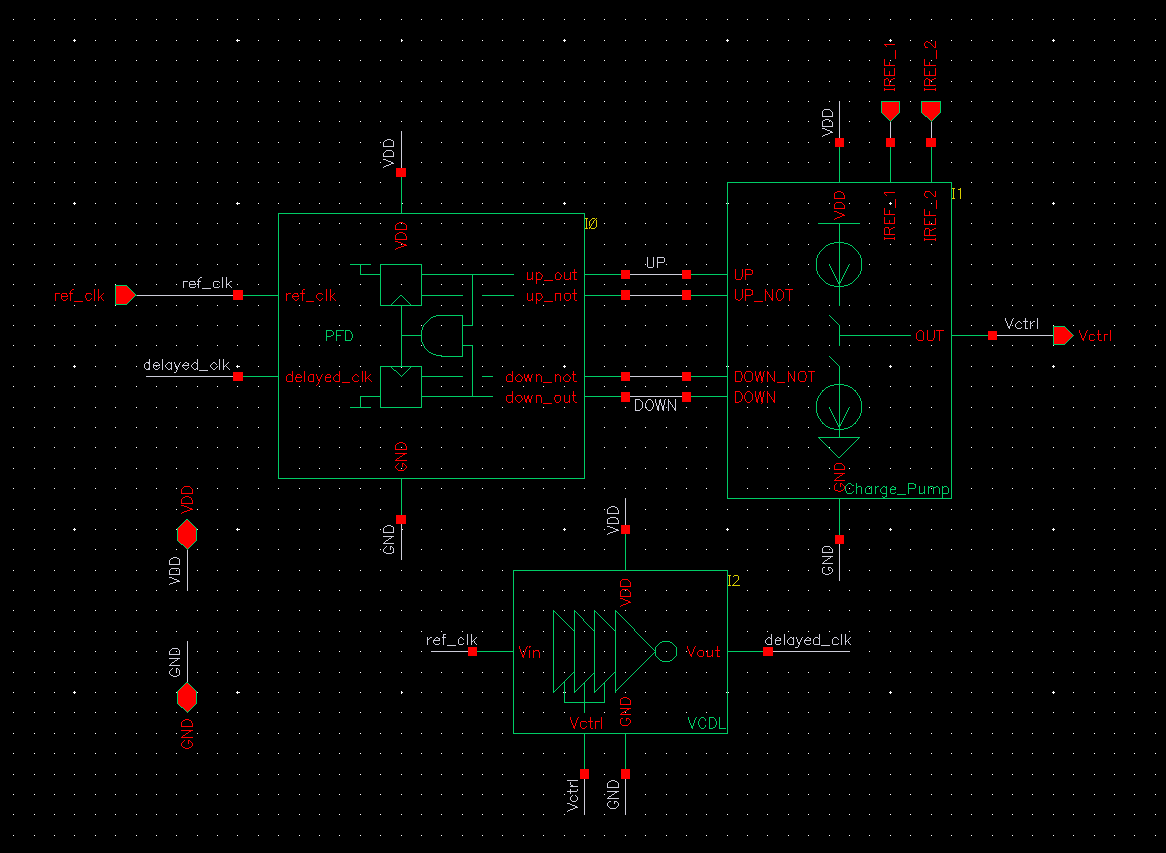 IREF_1
IREF_2
VDD
VDD
I1
VDD
IREF_1
IREF_2
I0
VDD
UP
up_out
UP
ref_clk
ref_clk
ref_clk
up_not
UP_NOT
Vctrl
PFD
OUT
Vctrl
delayed_clk
delayed_clk
down_not
DOWN_NOT
down_out
DOWN
DOWN
GND
GND
Charge_Pump
VDD
VDD
GND
VDD
GND
I2
VDD
ref_clk
delayed_clk
Vin
Vout
GND
GND
Vctrl
GND
VCDL
Vctrl
GND